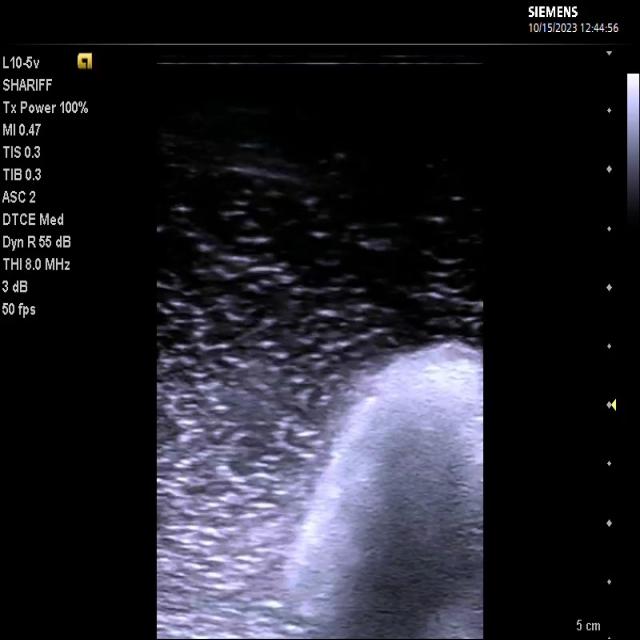 SIEMENS
10/15/2023 12:44:56
L10-5v
SHARIFF
Tx Power 100%
MI 0.47
TIS 0.3
TIB 0.3
ASC 2
DTCE Med
Dyn R 55 dB
THI 8.0 MHz
3 dB
50 fps
5 cm